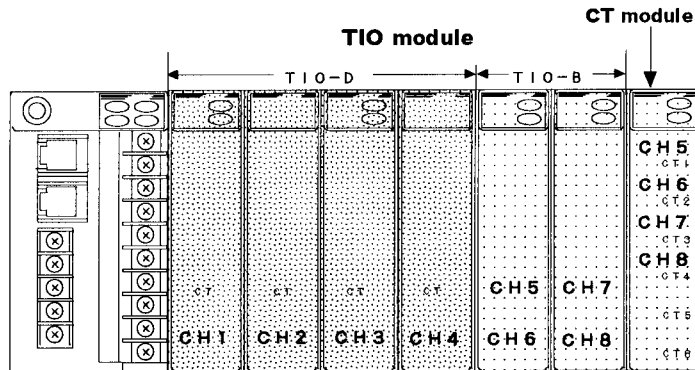 CT module
TIO module
TIO-D TIO-B
CH5
CT1
CH6
CT2
CH7
CT3
CH8
CT4
CT5
CT6
CH5 CH7
CT CT CT CT
CH1 CH2 CH3 CH4 CH6 CH8